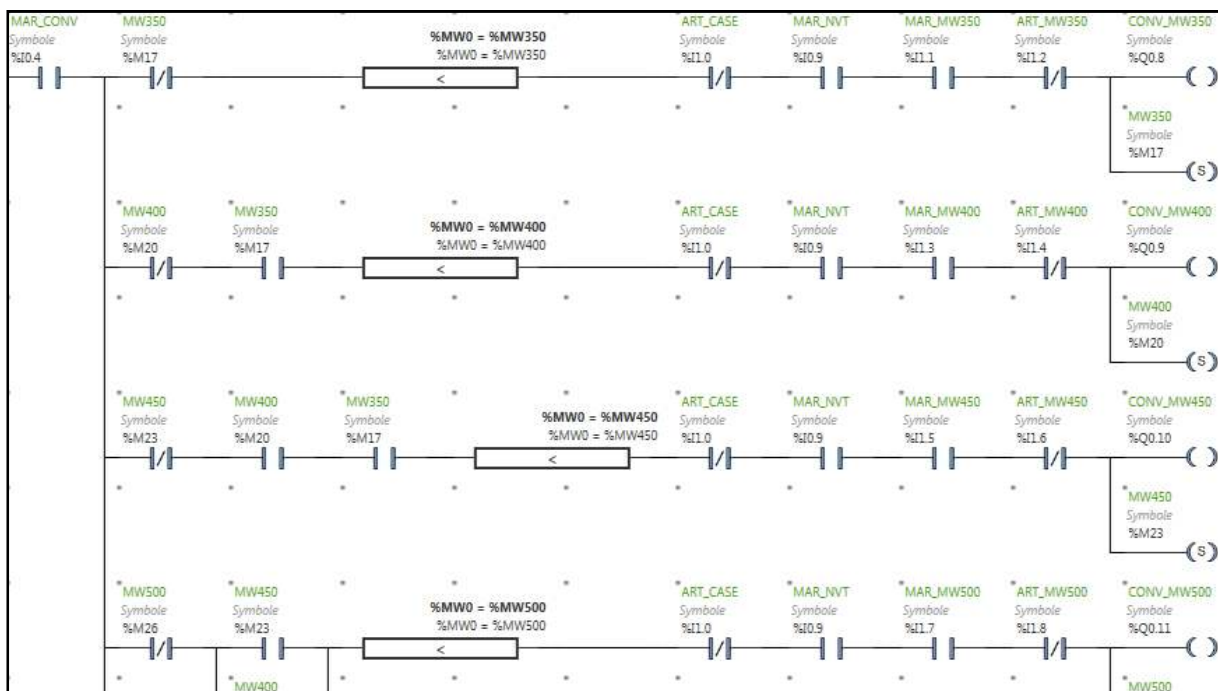 MAR_CONV MW350 ART_CASE MAR_NVT MAR_MW350 ART_MW350 CONV_MW350
Symbole Symbole %MW0 = %MW350 Symbole Symbole Symbole Symbole Symbole
%I0.4 %M17 %MW0 = %MW350 %I1.0 %I0.9 %I1.1 %I1.2 %Q0.8
<
MW350
Symbole
%M17
S
MW400 MW350 ART_CASE MAR_NVT MAR_MW400 ART_MW400 CONV_MW400
Symbole Symbole %MW0 = %MW400 Symbole Symbole Symbole Symbole Symbole
%M20 %M17 %MW0 = %MW400 %I1.0 %I0.9 %I1.3 %I1.4 %Q0.9
<
MW400
Symbole
%M20
S
MW450 MW400 MW350 ART_CASE MAR_NVT MAR_MW450 ART_MW450 CONV_MW450
Symbole Symbole Symbole %MW0 = %MW450 Symbole Symbole Symbole Symbole Symbole
%M23 %M20 %M17 %MW0 = %MW450 %I1.0 %I0.9 %I1.5 %I1.6 %Q0.10
<
MW450
Symbole
%M23
S
MW500 MW450 ART_CASE MAR_NVT MAR_MW500 ART_MW500 CONV_MW500
Symbole Symbole %MW0 = %MW500 Symbole Symbole Symbole Symbole Symbole
%M26 %M23 %MW0 = %MW500 %I1.0 %I0.9 %I1.7 %I1.8 %Q0.11
<
MW400 MW500